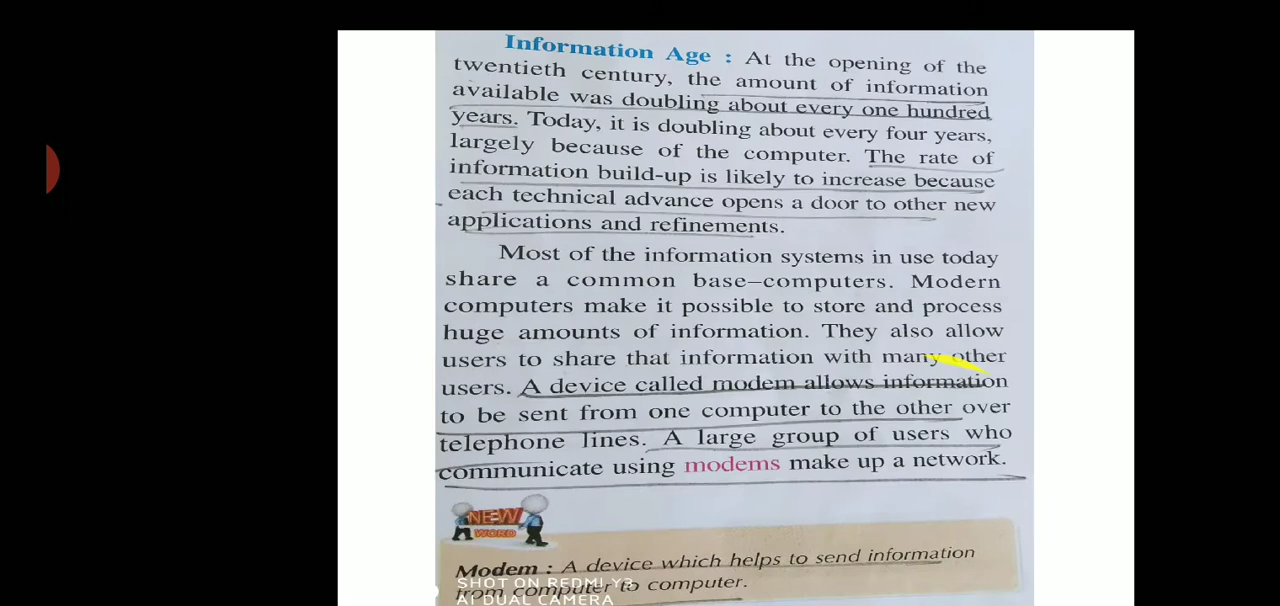 Information Age : At the opening of the
twentieth century, the amount of information
available was doubling about every one hundred
years. Today, it is doubling about every four years,
largely because of the computer. The rate of
information build-up is likely to increase because
each technical advance opens a door to other new
applications and refinements.
Most of the information systems in use today
share a common base–computers. Modern
computers make it possible to store and process
huge amounts of information. They also allow
users to share that information with many other
users. A device called modem allows information
to be sent from one computer to the other over
telephone lines. A large group of users who
communicate using modems make up a network.
NEW
WORD
Modem : A device which helps to send information
from computer to computer.
SHOT ON REDMI Y3
AI DUAL CAMERA